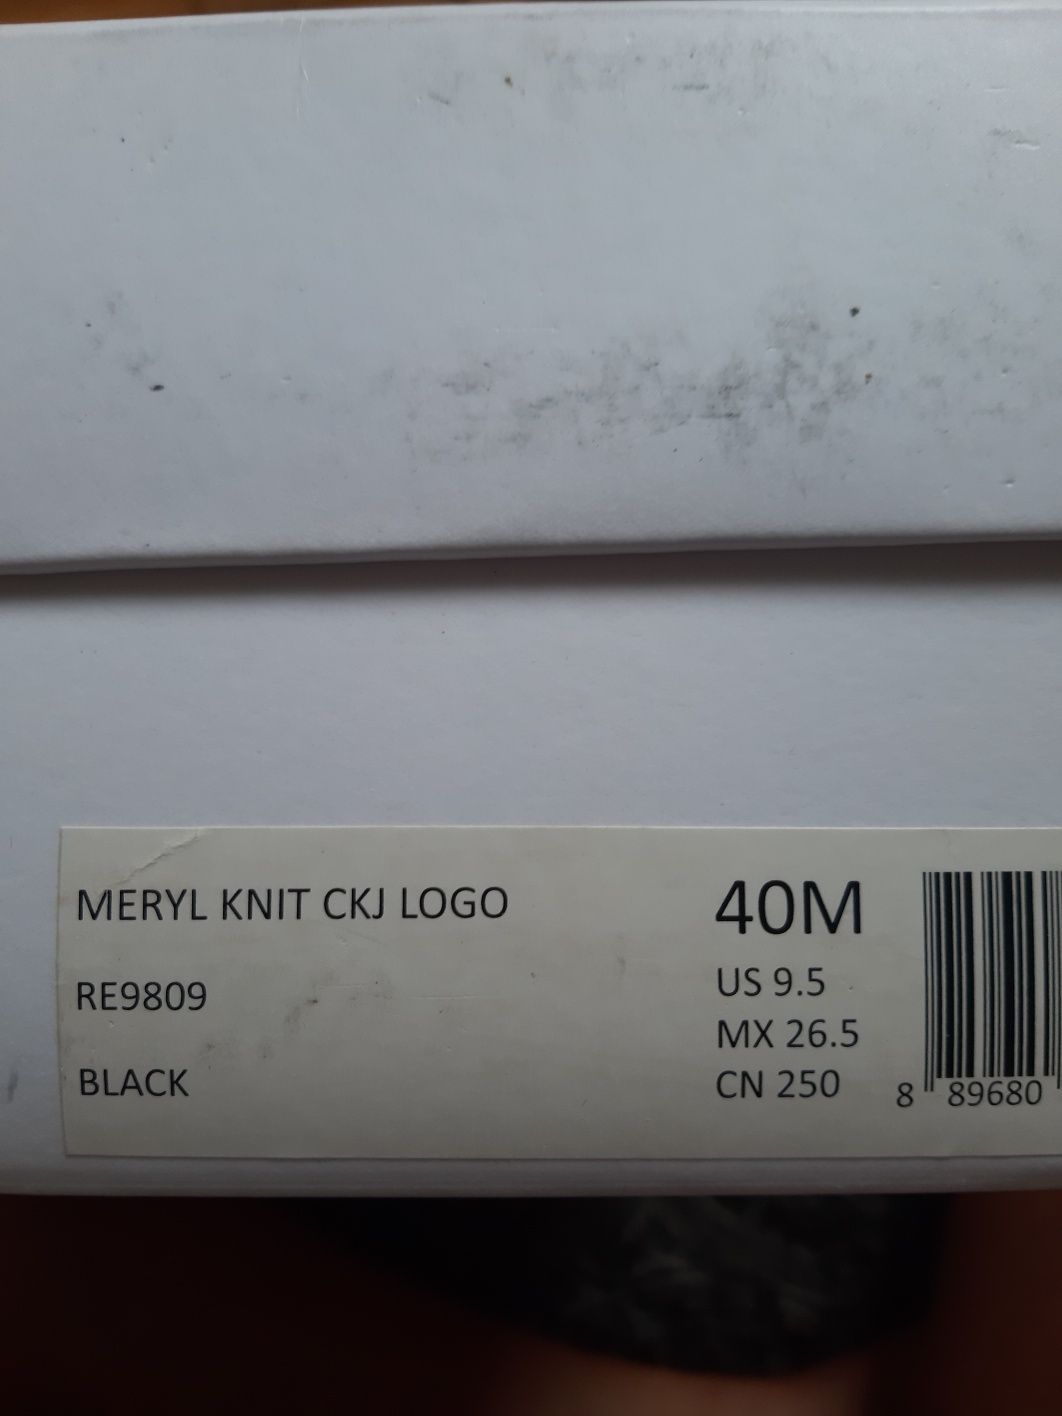 MERYL KNIT CKJ LOGO
RE9809
BLACK
40M
US 9.5
MX 26.5
CN 250
8 89680